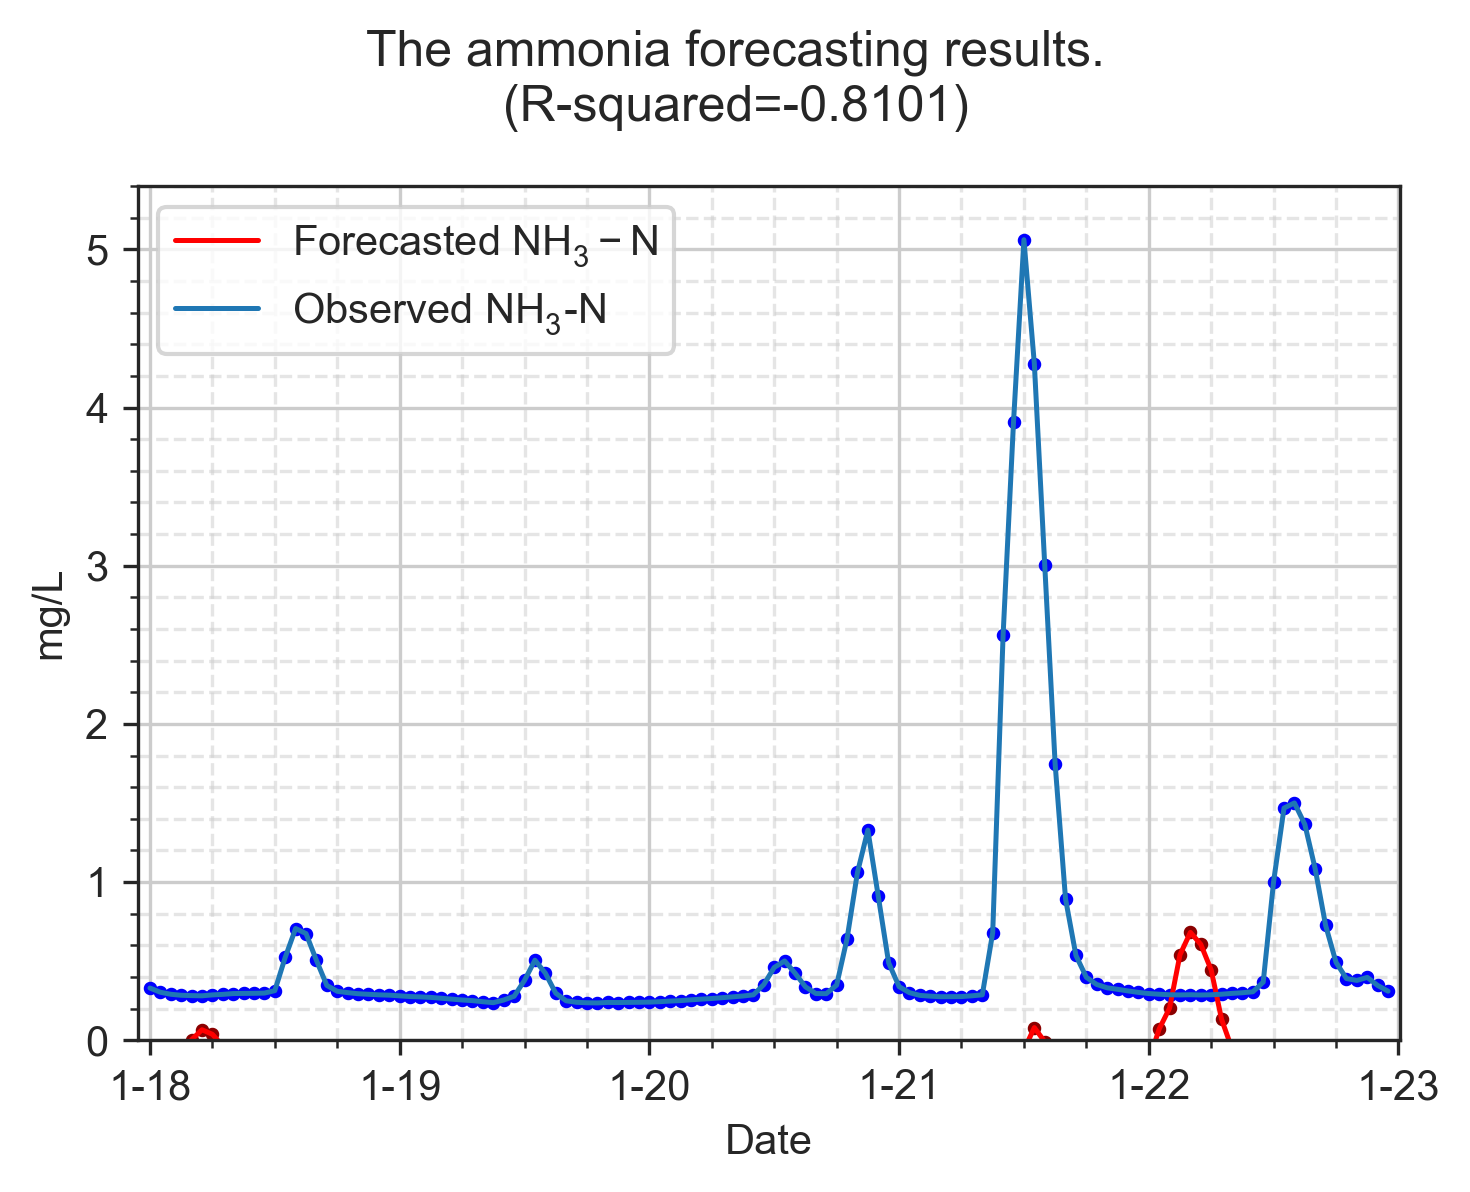 The ammonia forecasting results.
(R-squared=-0.8101)
Forecasted NH₃ − N
Observed NH₃-N
5
4
3
2
1
0
mg/L
1-18 1-19 1-20 1-21 1-22 1-23
Date